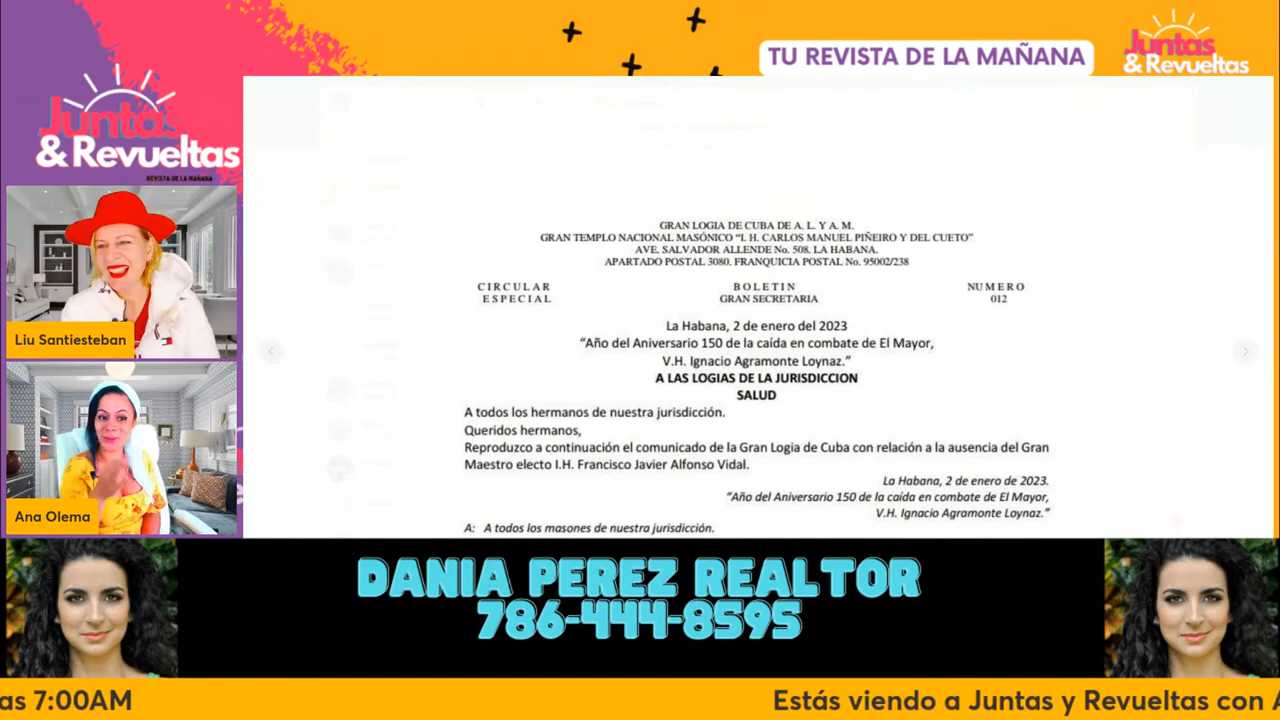 TU REVISTA DE LA MAÑANA
Juntas
& Revueltas
Juntas
& Revueltas
REVISTA DE LA MAÑANA
Liu Santiesteban
Ana Olema
GRAN LOGIA DE CUBA DE A. L. Y A. M.
GRAN TEMPLO NACIONAL MASÓNICO “I. H. CARLOS MANUEL PIÑEIRO Y DEL CUETO”
AVE. SALVADOR ALLENDE No. 508. LA HABANA.
APARTADO POSTAL 3080. FRANQUICIA POSTAL No. 95002/238
CIRCULAR BOLETIN NUMERO
ESPECIAL GRAN SECRETARIA 012
La Habana, 2 de enero del 2023
“Año del Aniversario 150 de la caída en combate de El Mayor,
V.H. Ignacio Agramonte Loynaz.”
A LAS LOGIAS DE LA JURISDICCION
SALUD
A todos los hermanos de nuestra jurisdicción.
Queridos hermanos,
Reproduzco a continuación el comunicado de la Gran Logia de Cuba con relación a la ausencia del Gran
Maestro electo I.H. Francisco Javier Alfonso Vidal.
La Habana, 2 de enero de 2023.
“Año del Aniversario 150 de la caída en combate de El Mayor,
V.H. Ignacio Agramonte Loynaz.”
A: A todos los masones de nuestra jurisdicción.
DANIA PEREZ REALTOR
786-444-8595
as 7:00AM Estás viendo a Juntas y Revueltas con A